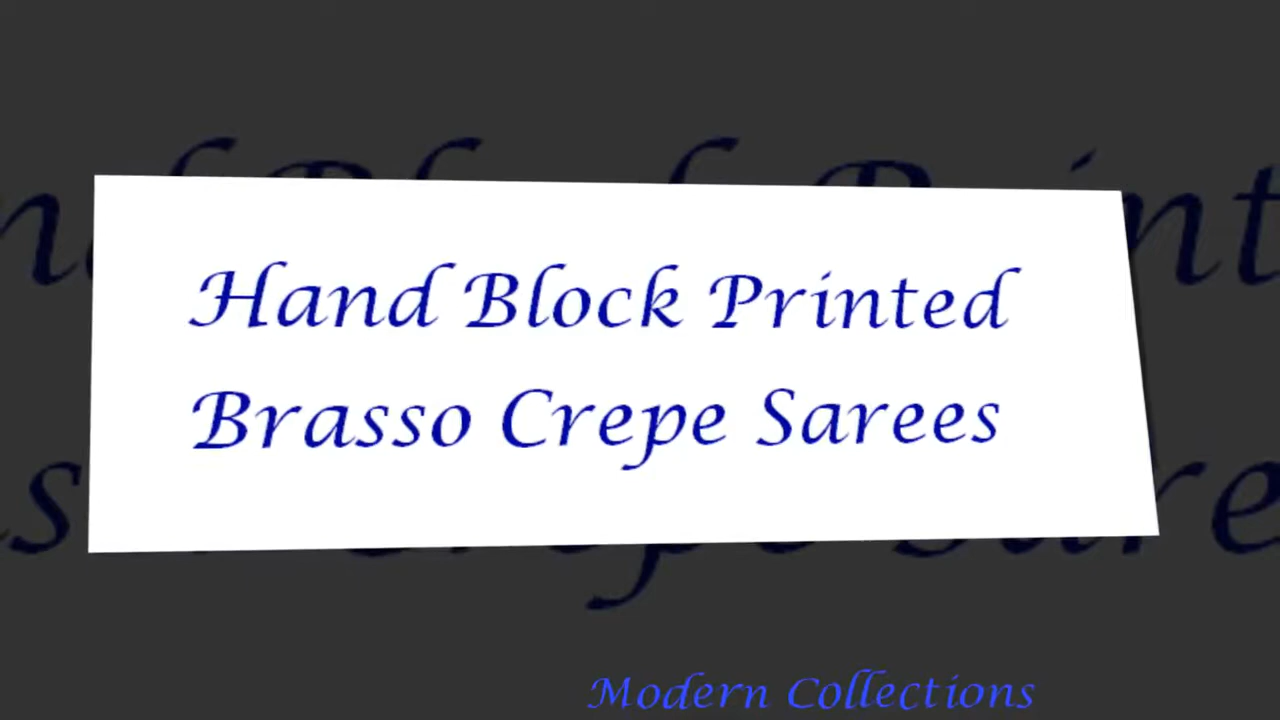 Hand Block Printed
Brasso Crepe Sarees
Modern Collections